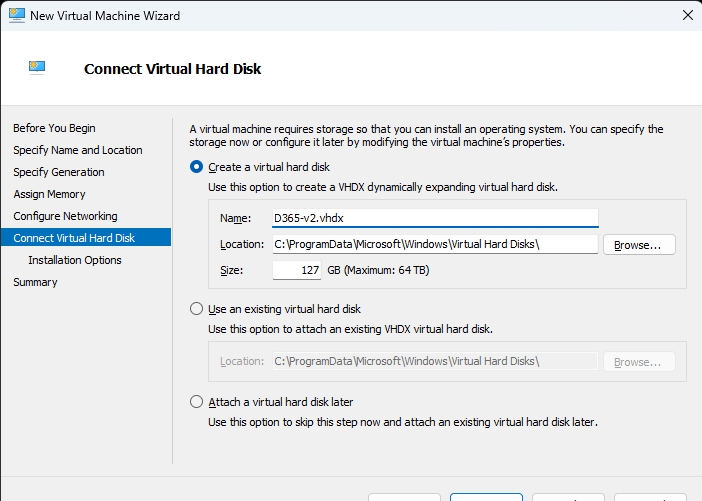 New Virtual Machine Wizard
Connect Virtual Hard Disk
Before You Begin
Specify Name and Location
Specify Generation
Assign Memory
Configure Networking
Connect Virtual Hard Disk
Installation Options
Summary
A virtual machine requires storage so that you can install an operating system. You can specify the
storage now or configure it later by modifying the virtual machine's properties.
Create a virtual hard disk
Use this option to create a VHDX dynamically expanding virtual hard disk.
Name: D365-v2.vhdx
Location: C:\ProgramData\Microsoft\Windows\Virtual Hard Disks\ Browse...
Size: 127 GB (Maximum: 64 TB)
Use an existing virtual hard disk
Use this option to attach an existing VHDX virtual hard disk.
Location: C:\ProgramData\Microsoft\Windows\Virtual Hard Disks\ Browse...
Attach a virtual hard disk later
Use this option to skip this step now and attach an existing virtual hard disk later.